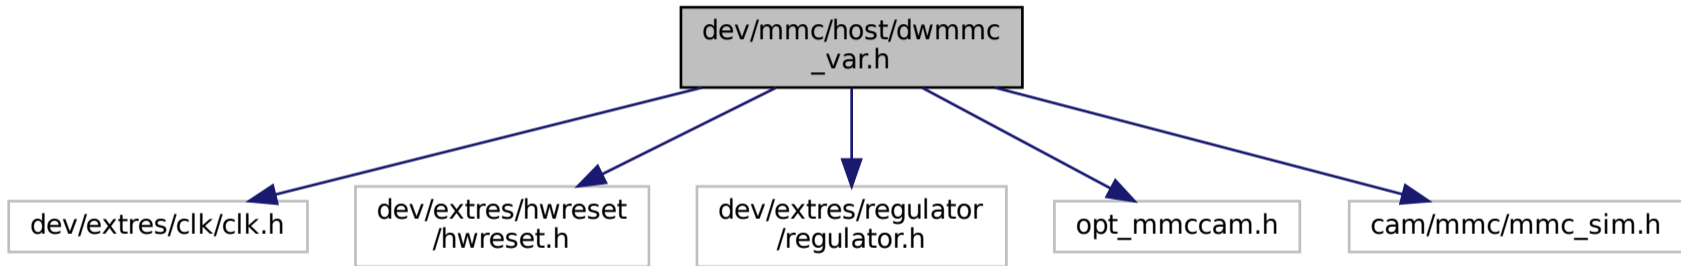 dev/mmc/host/dwmmc
_var.h
dev/extres/clk/clk.h
dev/extres/hwreset
/hwreset.h
dev/extres/regulator
/regulator.h
opt_mmccam.h
cam/mmc/mmc_sim.h